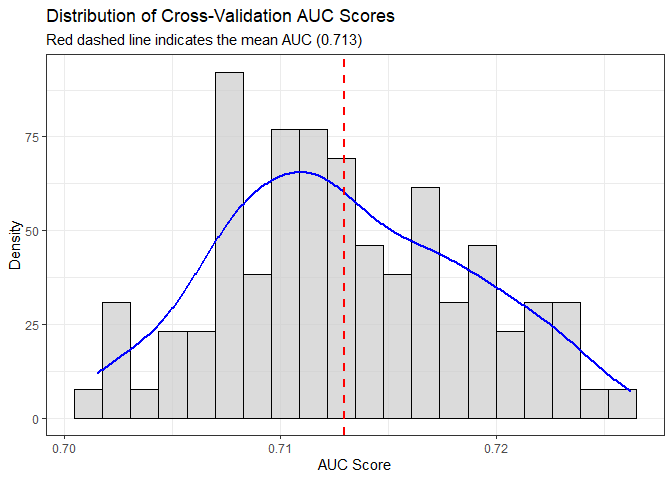 Distribution of Cross-Validation AUC Scores
Red dashed line indicates the mean AUC (0.713)
Density
75
50
25
0
0.70 0.71 0.72
AUC Score